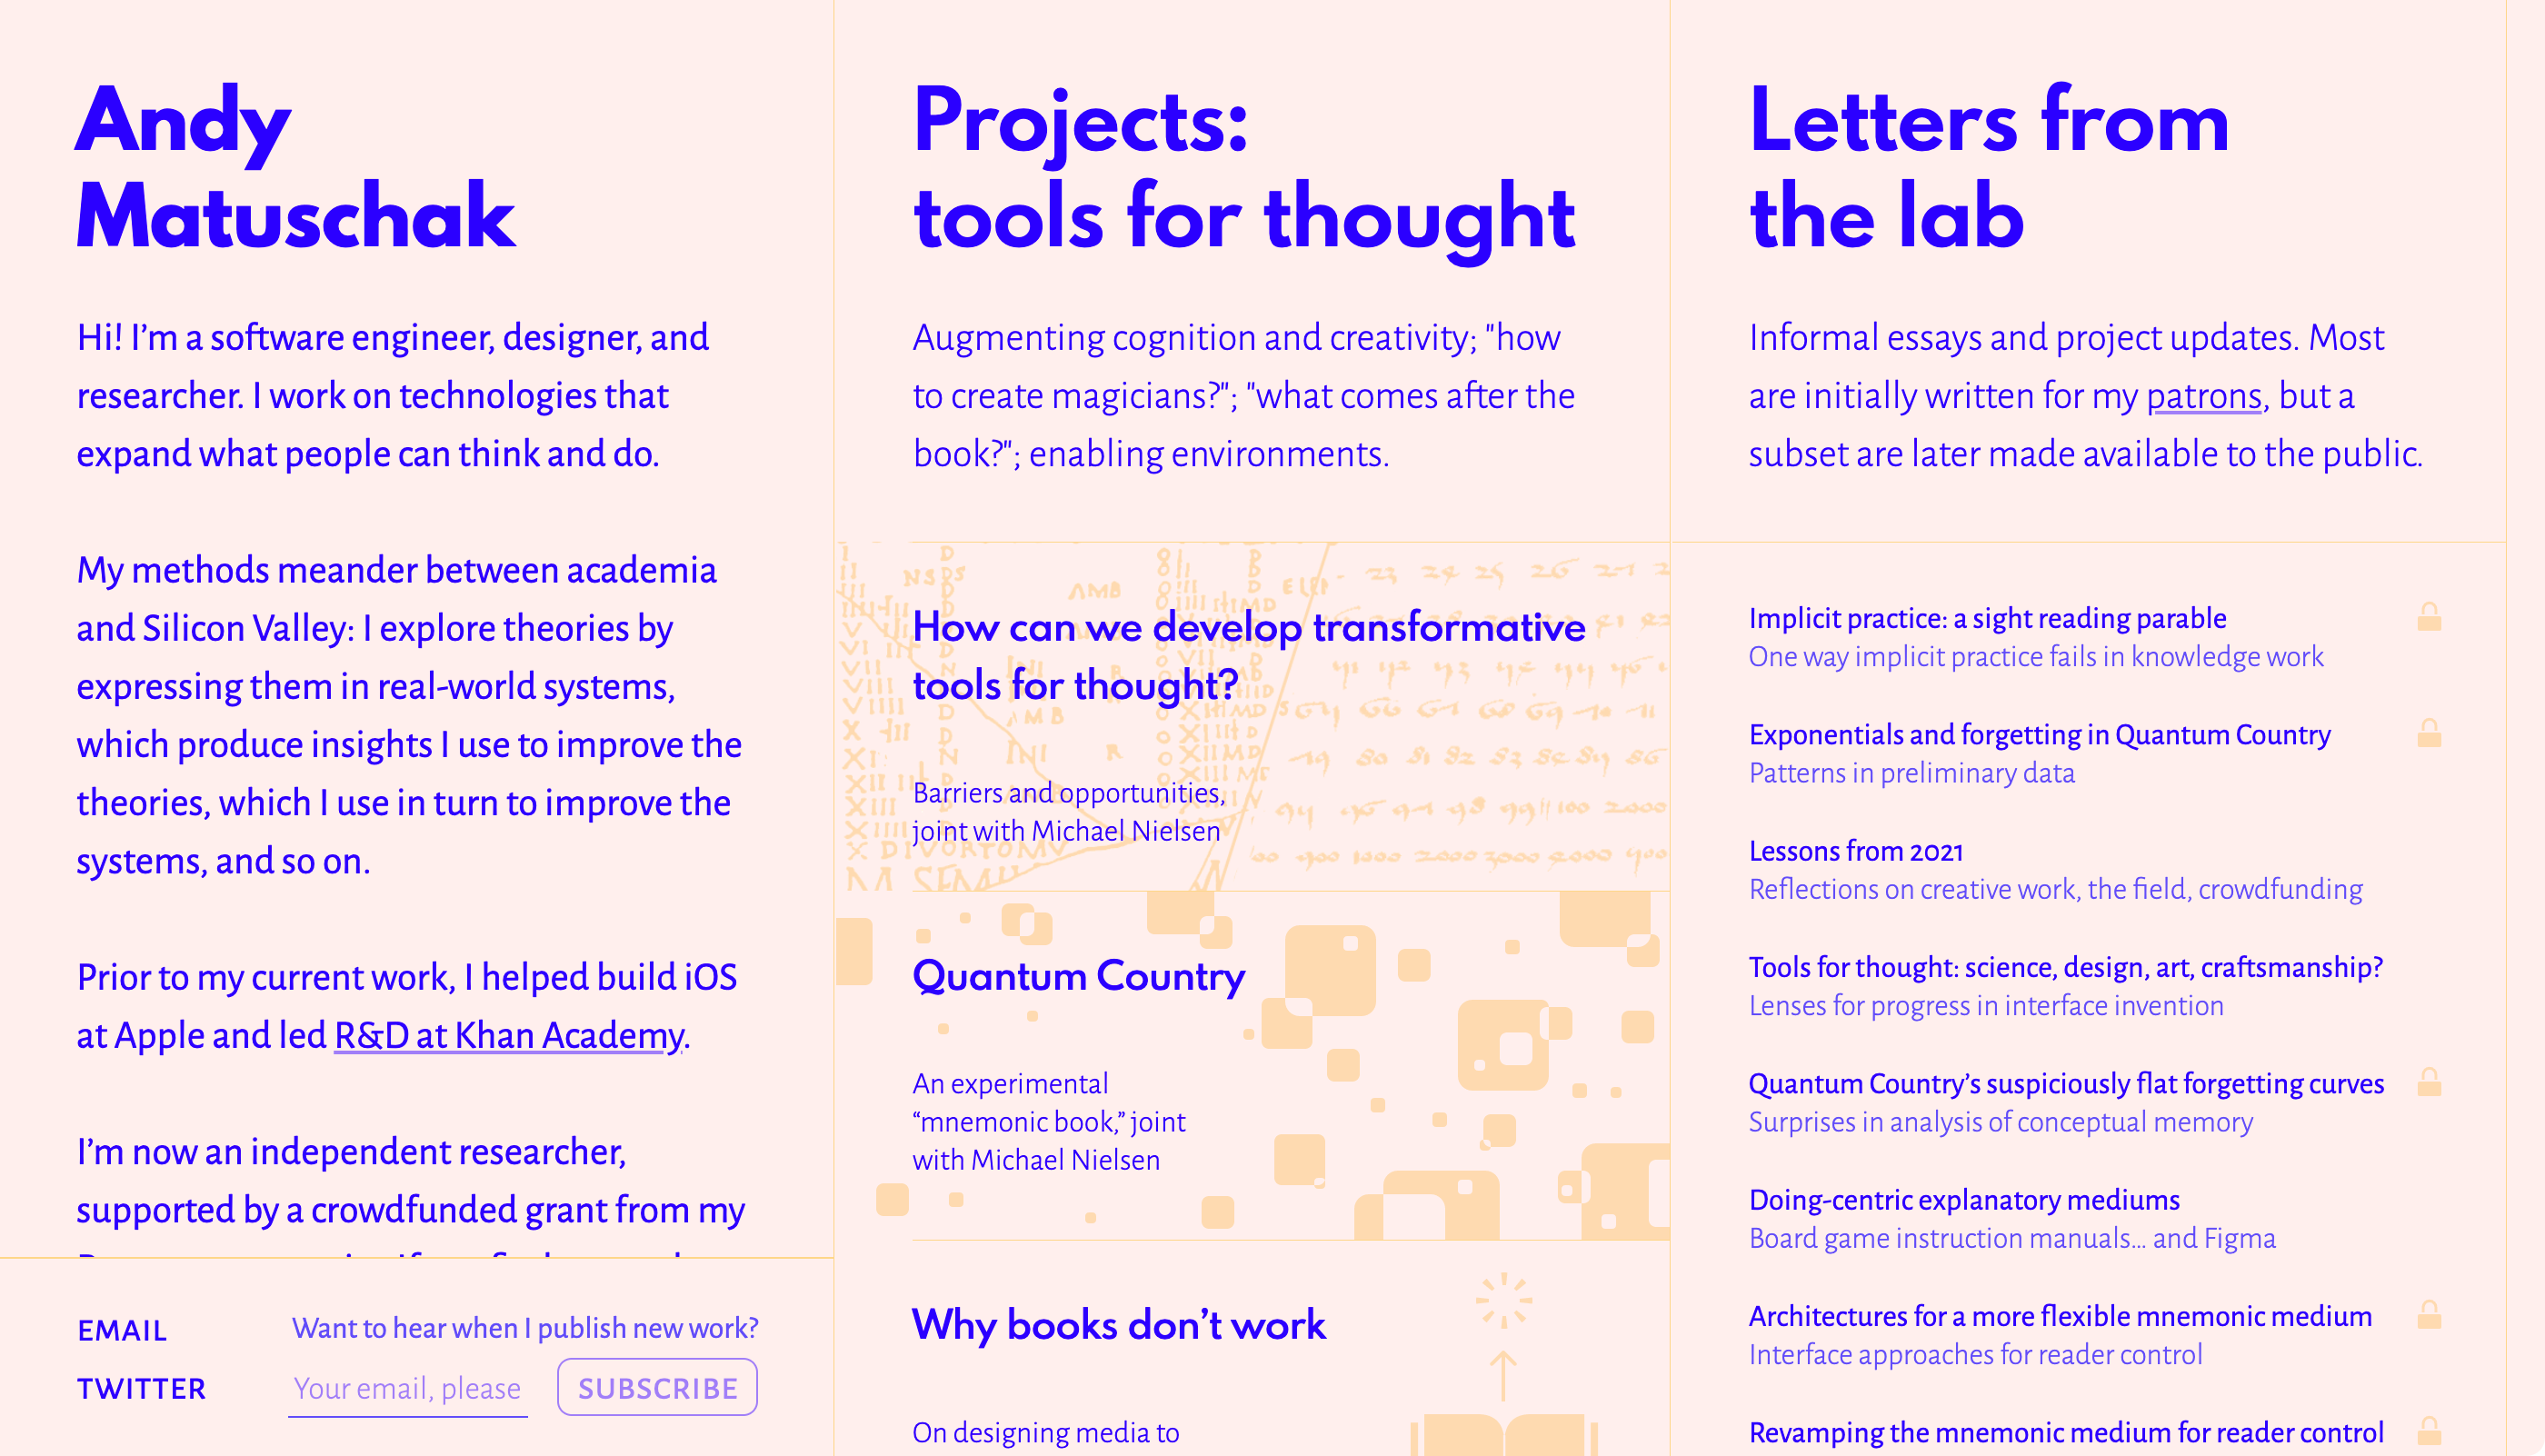 Andy
Matuschak
Hi! I’m a software engineer, designer, and
researcher. I work on technologies that
expand what people can think and do.
My methods meander between academia
and Silicon Valley: I explore theories by
expressing them in real-world systems,
which produce insights I use to improve the
theories, which I use in turn to improve the
systems, and so on.
Prior to my current work, I helped build iOS
at Apple and led R&D at Khan Academy.
I’m now an independent researcher,
supported by a crowdfunded grant from my
EMAIL
TWITTER
Want to hear when I publish new work?
Your email, please
SUBSCRIBE
Projects:
tools for thought
Augmenting cognition and creativity; "how
to create magicians?"; "what comes after the
book?"; enabling environments.
How can we develop transformative
tools for thought?
Barriers and opportunities,
joint with Michael Nielsen
Quantum Country
An experimental
“mnemonic book,” joint
with Michael Nielsen
Why books don’t work
On designing media to
Letters from
the lab
Informal essays and project updates. Most
are initially written for my patrons, but a
subset are later made available to the public.
Implicit practice: a sight reading parable
One way implicit practice fails in knowledge work
Exponentials and forgetting in Quantum Country
Patterns in preliminary data
Lessons from 2021
Reflections on creative work, the field, crowdfunding
Tools for thought: science, design, art, craftsmanship?
Lenses for progress in interface invention
Quantum Country’s suspiciously flat forgetting curves
Surprises in analysis of conceptual memory
Doing-centric explanatory mediums
Board game instruction manuals… and Figma
Architectures for a more flexible mnemonic medium
Interface approaches for reader control
Revamping the mnemonic medium for reader control